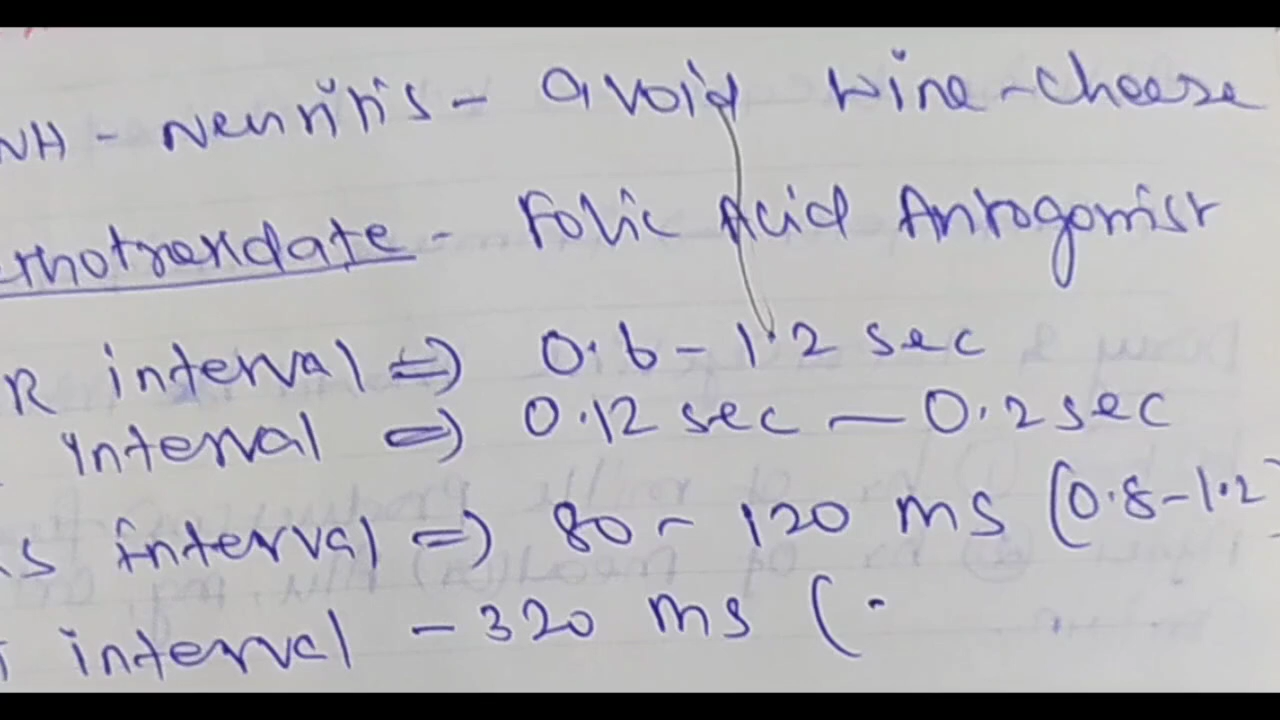 NH - Neuritis - avoid wine-cheese
thotrexdate - Folic Acid Antogonist
R interval => 0.6 - 1.2 sec
Interval => 0.12 sec — 0.2 sec
S interval => 80 - 120 ms (0.8-1.2)
T interval - 320 ms (.